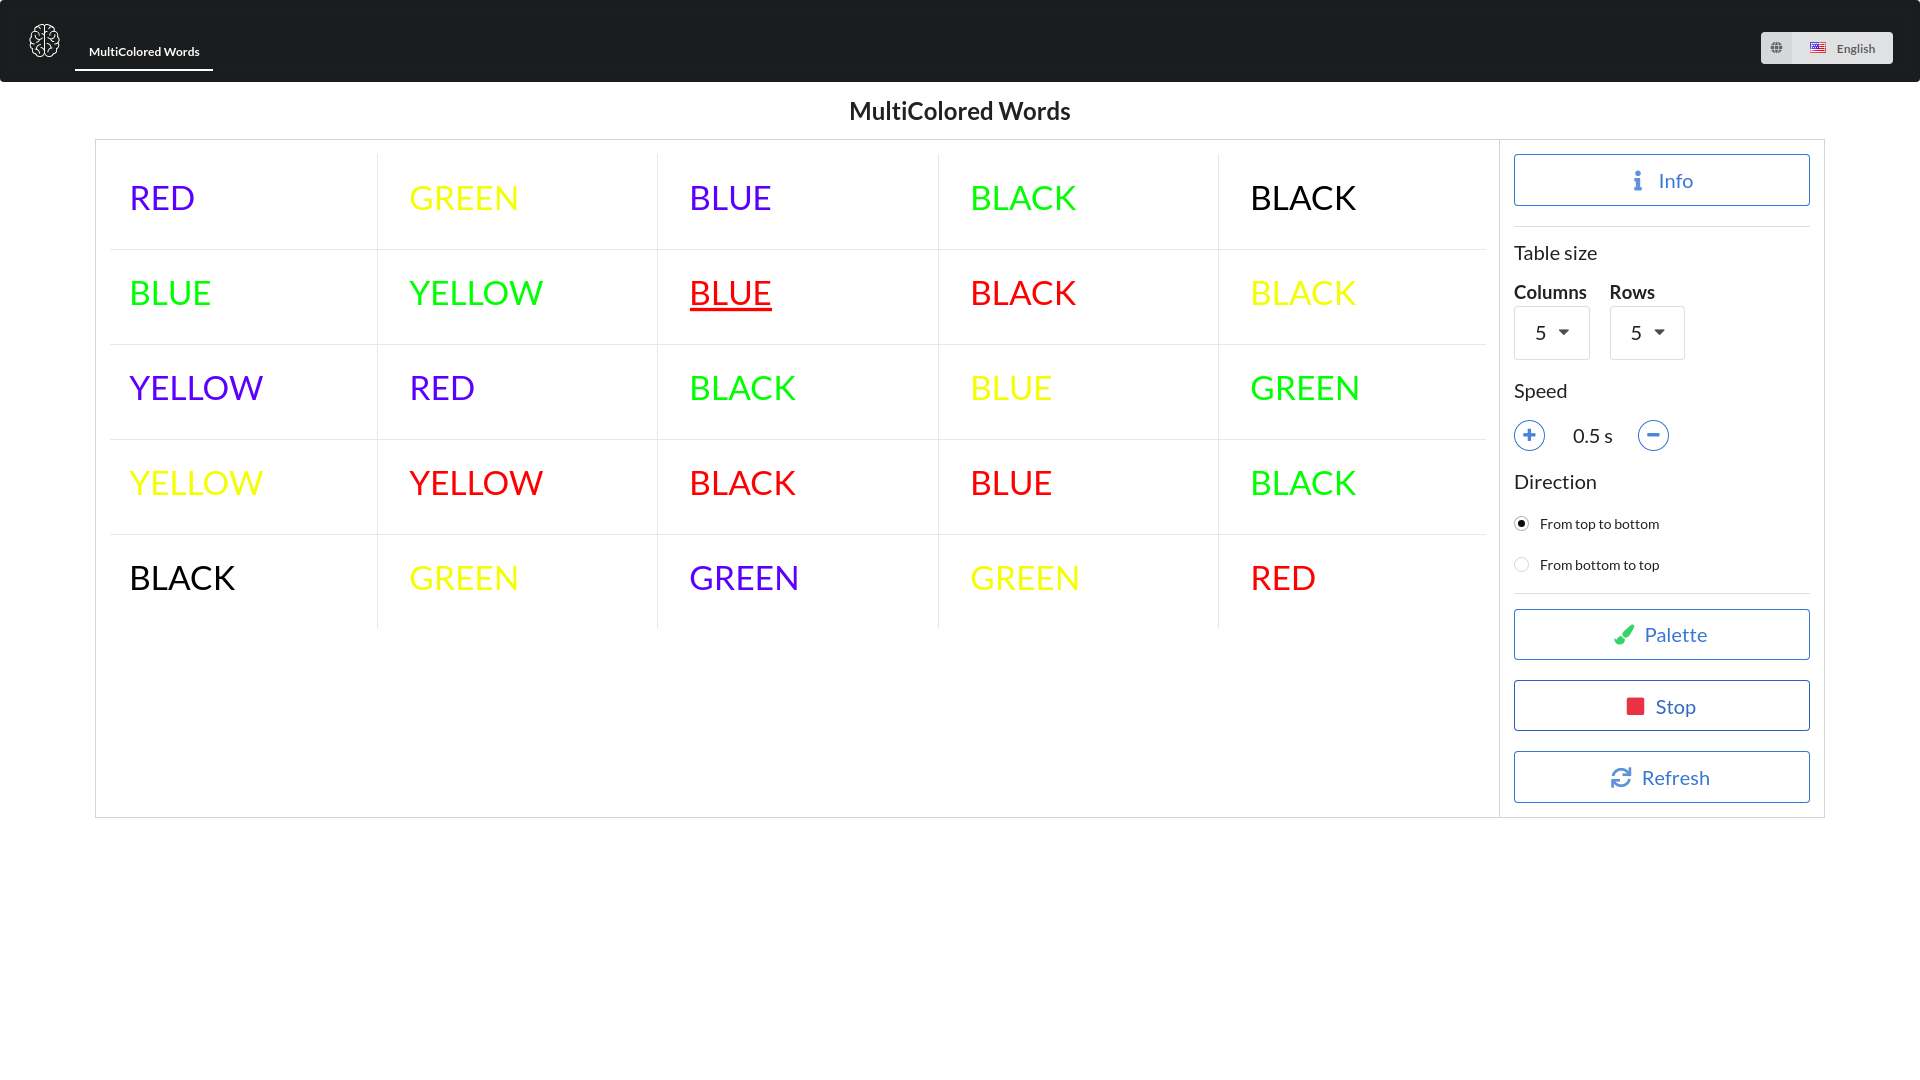 MultiColored Words
English
MultiColored Words
RED GREEN BLUE BLACK BLACK
BLUE YELLOW BLUE BLACK BLACK
YELLOW RED BLACK BLUE GREEN
YELLOW YELLOW BLACK BLUE BLACK
BLACK GREEN GREEN GREEN RED
Info
Table size
Columns Rows
5 5
Speed
0.5 s
Direction
From top to bottom
From bottom to top
Palette
Stop
Refresh